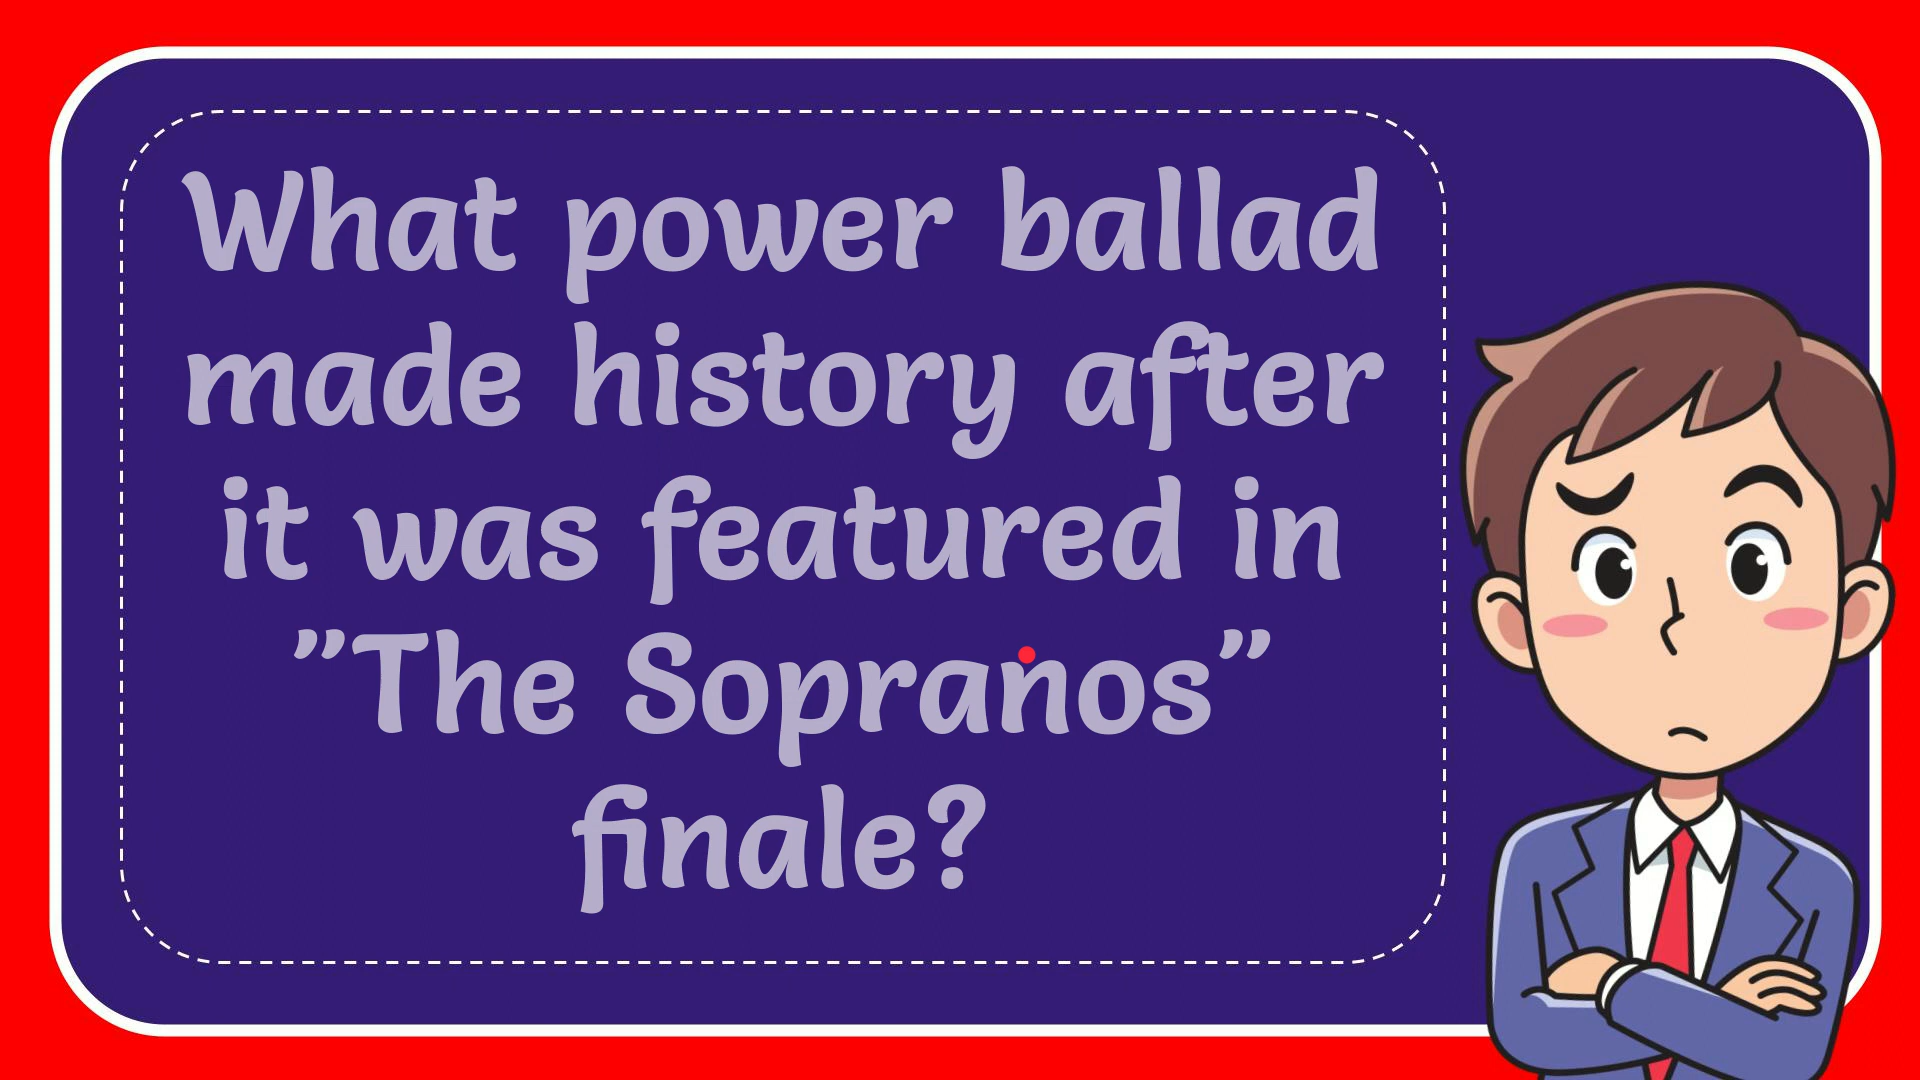 What power ballad
made history after
it was featured in
”The Sopranos”
finale?